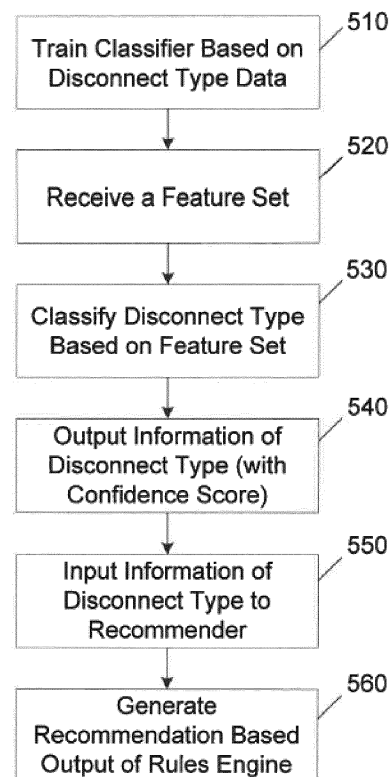 510
Train Classifier Based on
Disconnect Type Data
520
Receive a Feature Set
530
Classify Disconnect Type
Based on Feature Set
540
Output Information of
Disconnect Type (with
Confidence Score)
550
Input Information of
Disconnect Type to
Recommender
560
Generate
Recommendation Based
Output of Rules Engine